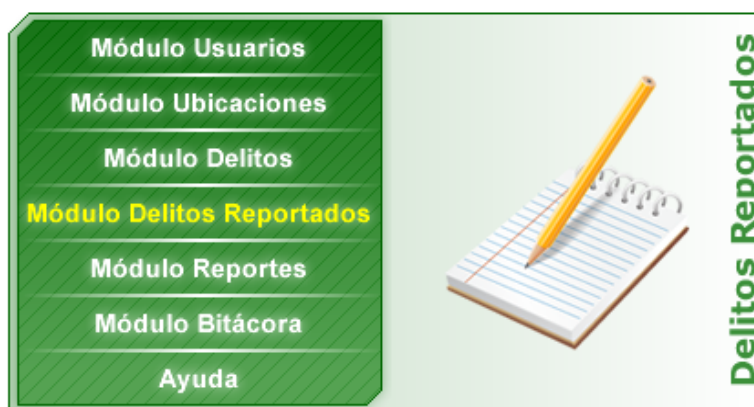 Módulo Usuarios
Módulo Ubicaciones
Módulo Delitos
Módulo Delitos Reportados
Módulo Reportes
Módulo Bitácora
Ayuda
Delitos Reportados